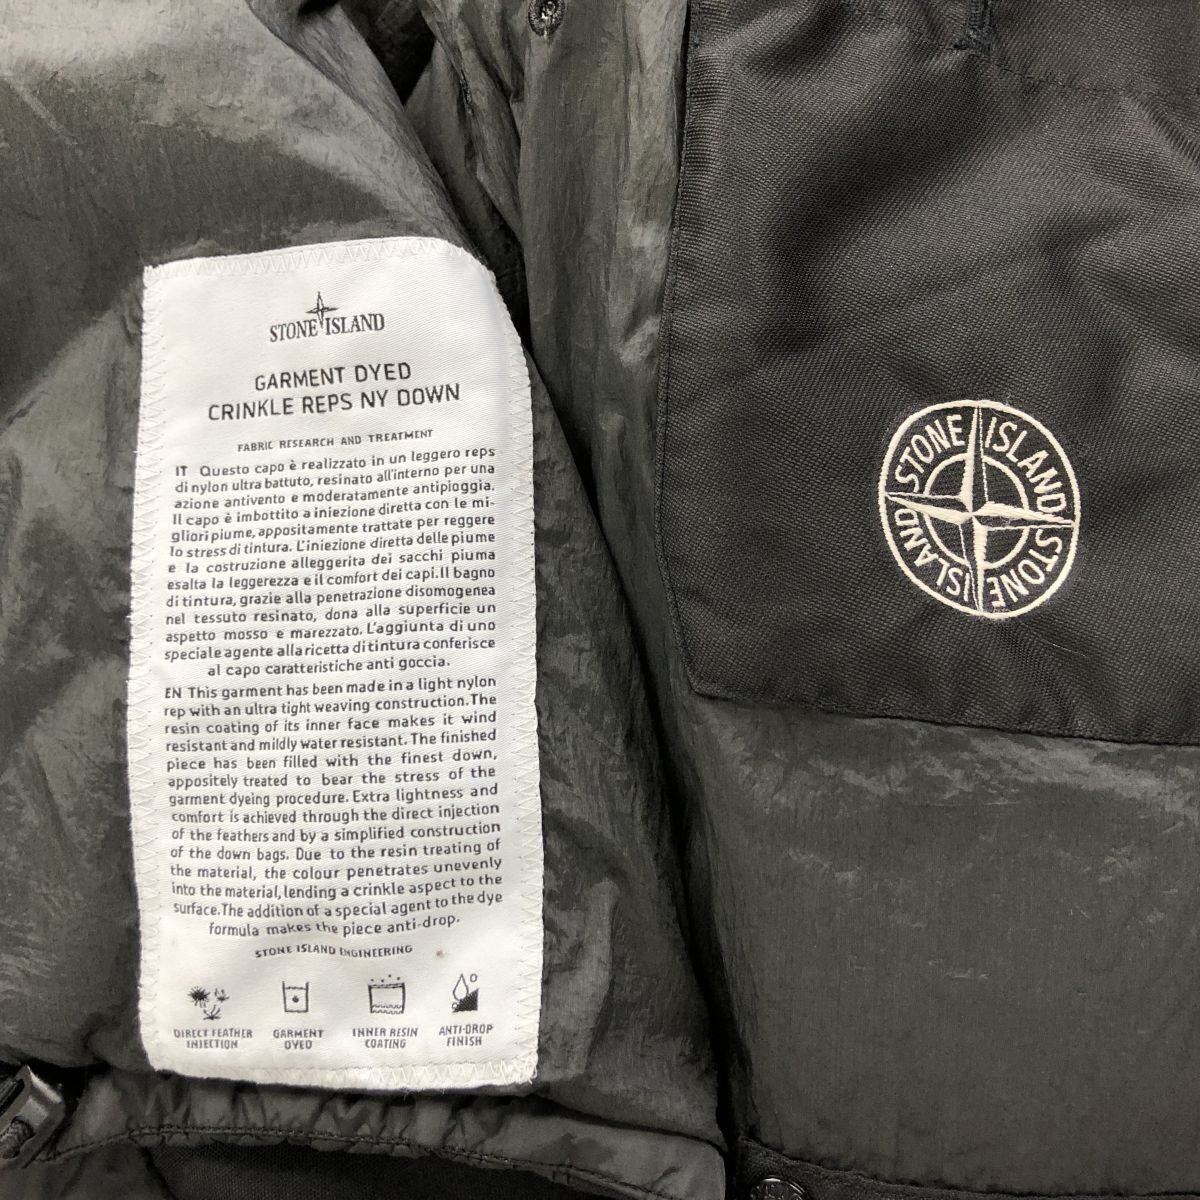 STONE ISLAND
GARMENT DYED
CRINKLE REPS NY DOWN
FABRIC RESEARCH AND TREATMENT
IT Questo capo è realizzato in un leggero reps
di nylon ultra battuto, resinato all'interno per una
azione antivento e moderatamente antipioggia.
Il capo è imbottito a iniezione diretta con le mi-
gliori piume, appositamente trattate per reggere
lo stress di tintura. L'iniezione diretta delle piume
e la costruzione alleggerita dei sacchi piuma
esalta la leggerezza e il comfort dei capi. Il bagno
di tintura, grazie alla penetrazione disomogenea
nel tessuto resinato, dona alla superficie un
aspetto mosso e marezzato. L'aggiunta di uno
speciale agente alla ricetta di tintura conferisce
al capo caratteristiche anti goccia.
EN This garment has been made in a light nylon
rep with an ultra tight weaving construction. The
resin coating of its inner face makes it wind
resistant and mildly water resistant. The finished
piece has been filled with the finest down,
appositely treated to bear the stress of the
garment dyeing procedure. Extra lightness and
comfort is achieved through the direct injection
of the feathers and by a simplified construction
of the down bags. Due to the resin treating of
the material, the colour penetrates unevenly
into the material, lending a crinkle aspect to the
surface. The addition of a special agent to the dye
formula makes the piece anti-drop.
STONE ISLAND ENGINEERING
DIRECT FEATHER
INJECTION
GARMENT
DYED
INNER RESIN
COATING
ANTI-DROP
FINISH
STONE ISLAND STONE ISLAND